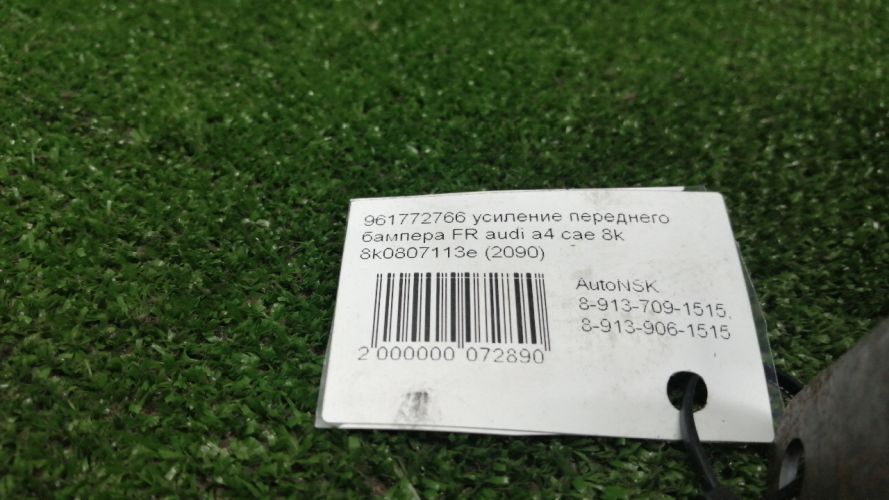 961772766 усиление переднего
бампера FR audi a4 cae 8k
8k0807113e (2090)
AutoNSK
8-913-709-1515,
8-913-906-1515
2 000000 072890